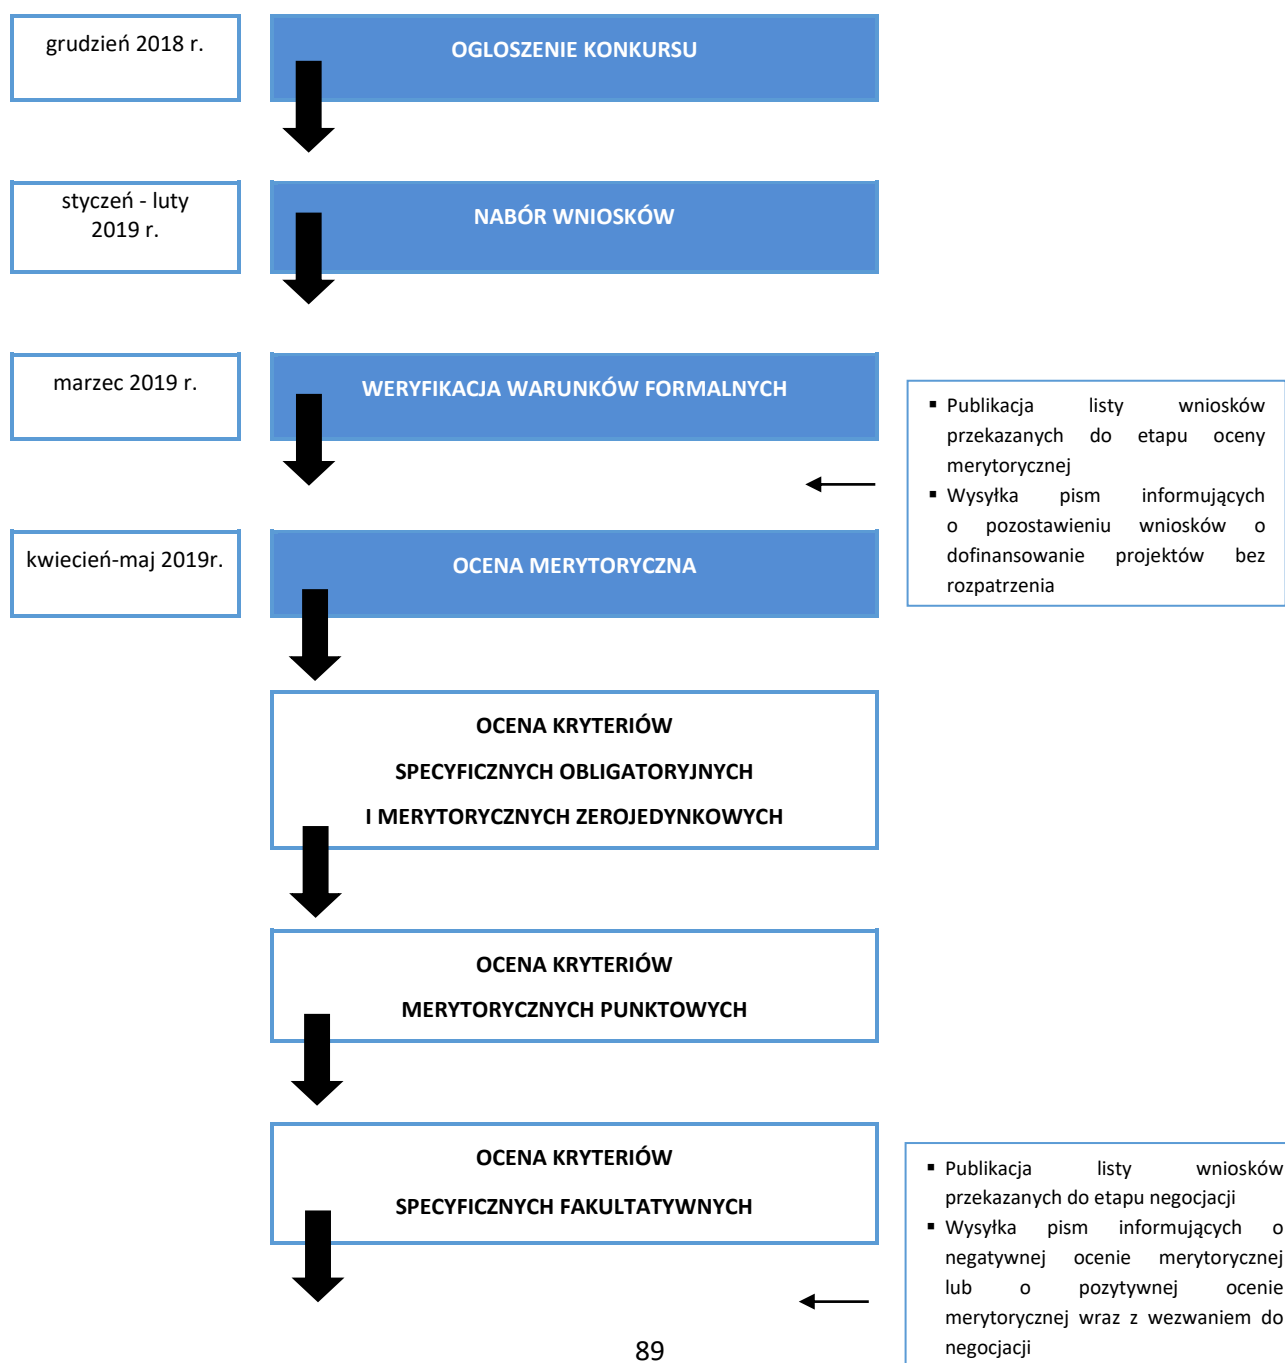 grudzień 2018 r.
OGLOSZENIE KONKURSU
styczeń - luty
2019 r.
NABÓR WNIOSKÓW
marzec 2019 r.
WERYFIKACJA WARUNKÓW FORMALNYCH
▪ Publikacja listy wniosków
przekazanych do etapu oceny
merytorycznej
▪ Wysyłka pism informujących
o pozostawieniu wniosków o
dofinansowanie projektów bez
rozpatrzenia
kwiecień-maj 2019r.
OCENA MERYTORYCZNA
OCENA KRYTERIÓW
SPECYFICZNYCH OBLIGATORYJNYCH
I MERYTORYCZNYCH ZEROJEDYNKOWYCH
OCENA KRYTERIÓW
MERYTORYCZNYCH PUNKTOWYCH
OCENA KRYTERIÓW
SPECYFICZNYCH FAKULTATYWNYCH
▪ Publikacja listy wniosków
przekazanych do etapu negocjacji
▪ Wysyłka pism informujących o
negatywnej ocenie merytorycznej
lub o pozytywnej ocenie
merytorycznej wraz z wezwaniem do
negocjacji
89